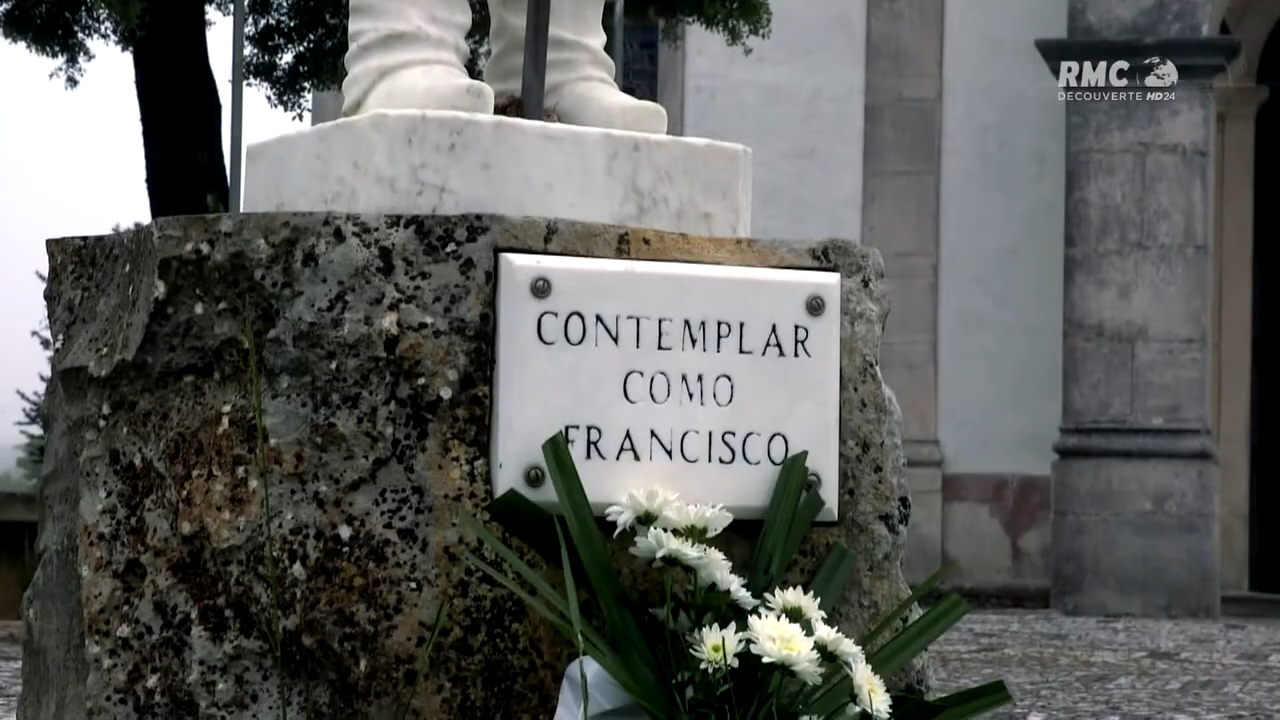 RMC
DECOUVERTE HD24
CONTEMPLAR
COMO
FRANCISCO